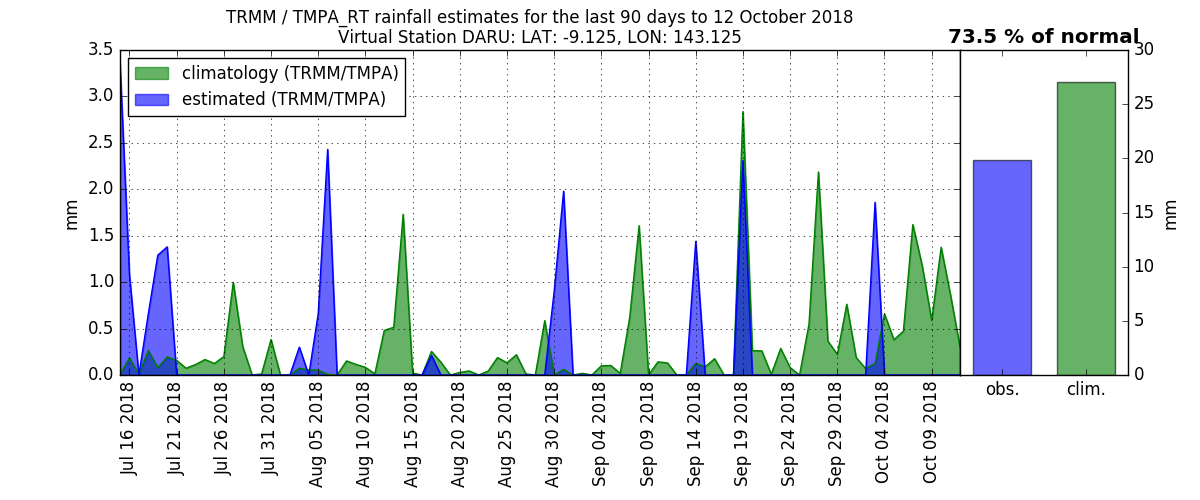 TRMM / TMPA_RT rainfall estimates for the last 90 days to 12 October 2018
Virtual Station DARU: LAT: -9.125, LON: 143.125
73.5 % of normal
climatology (TRMM/TMPA)
estimated (TRMM/TMPA)
3.5
3.0
2.5
2.0
1.5
1.0
0.5
0.0
mm
Jul 16 2018
Jul 21 2018
Jul 26 2018
Jul 31 2018
Aug 05 2018
Aug 10 2018
Aug 15 2018
Aug 20 2018
Aug 25 2018
Aug 30 2018
Sep 04 2018
Sep 09 2018
Sep 14 2018
Sep 19 2018
Sep 24 2018
Sep 29 2018
Oct 04 2018
Oct 09 2018
obs.
clim.
30
25
20
15
10
5
0
mm